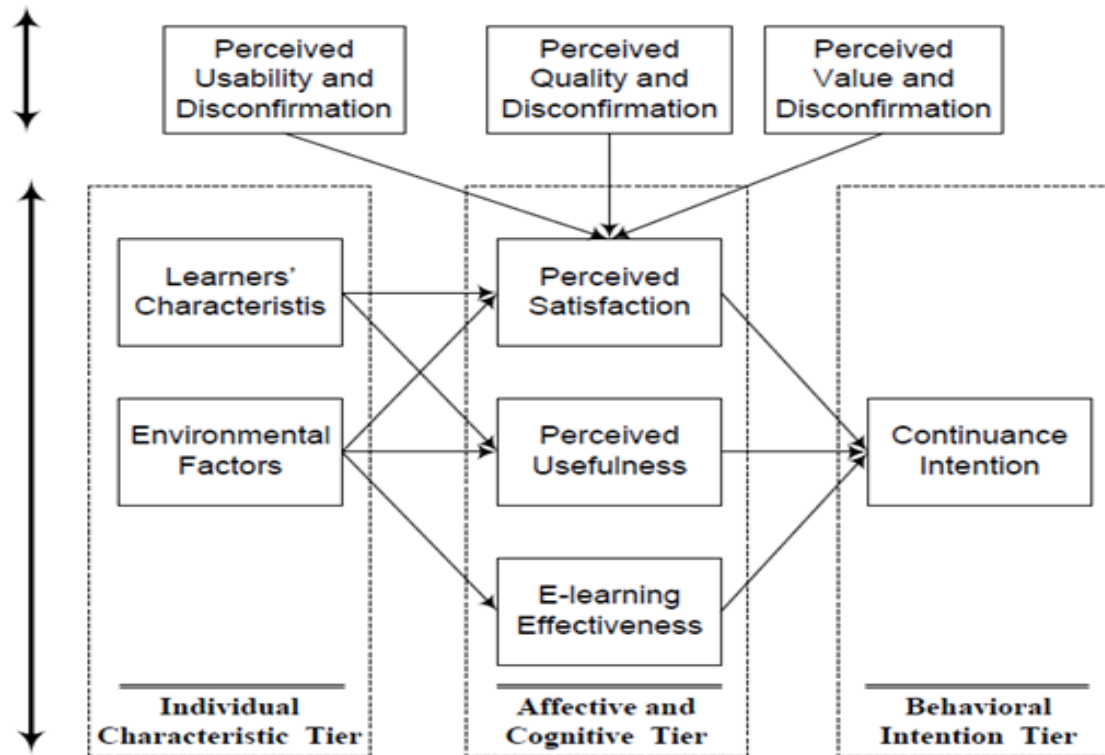 Perceived
Usability and
Disconfirmation
Perceived
Quality and
Disconfirmation
Perceived
Value and
Disconfirmation
Learners'
Characteristis
Perceived
Satisfaction
Environmental
Factors
Perceived
Usefulness
Continuance
Intention
E-learning
Effectiveness
Individual
Characteristic Tier
Affective and
Cognitive Tier
Behavioral
Intention Tier